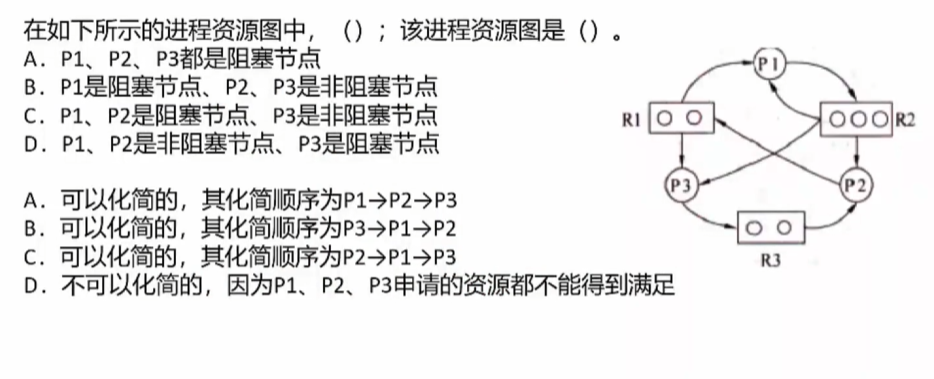 在如下所示的进程资源图中，（）；该进程资源图是（）。
A．P1、P2、P3都是阻塞节点
B．P1是阻塞节点、P2、P3是非阻塞节点
C．P1、P2是阻塞节点、P3是非阻塞节点
D．P1、P2是非阻塞节点、P3是阻塞节点
A．可以化简的，其化简顺序为P1→P2→P3
B．可以化简的，其化简顺序为P3→P1→P2
C．可以化简的，其化简顺序为P2→P1→P3
D．不可以化简的，因为P1、P2、P3申请的资源都不能得到满足
P1
R1
R2
P3
P2
R3